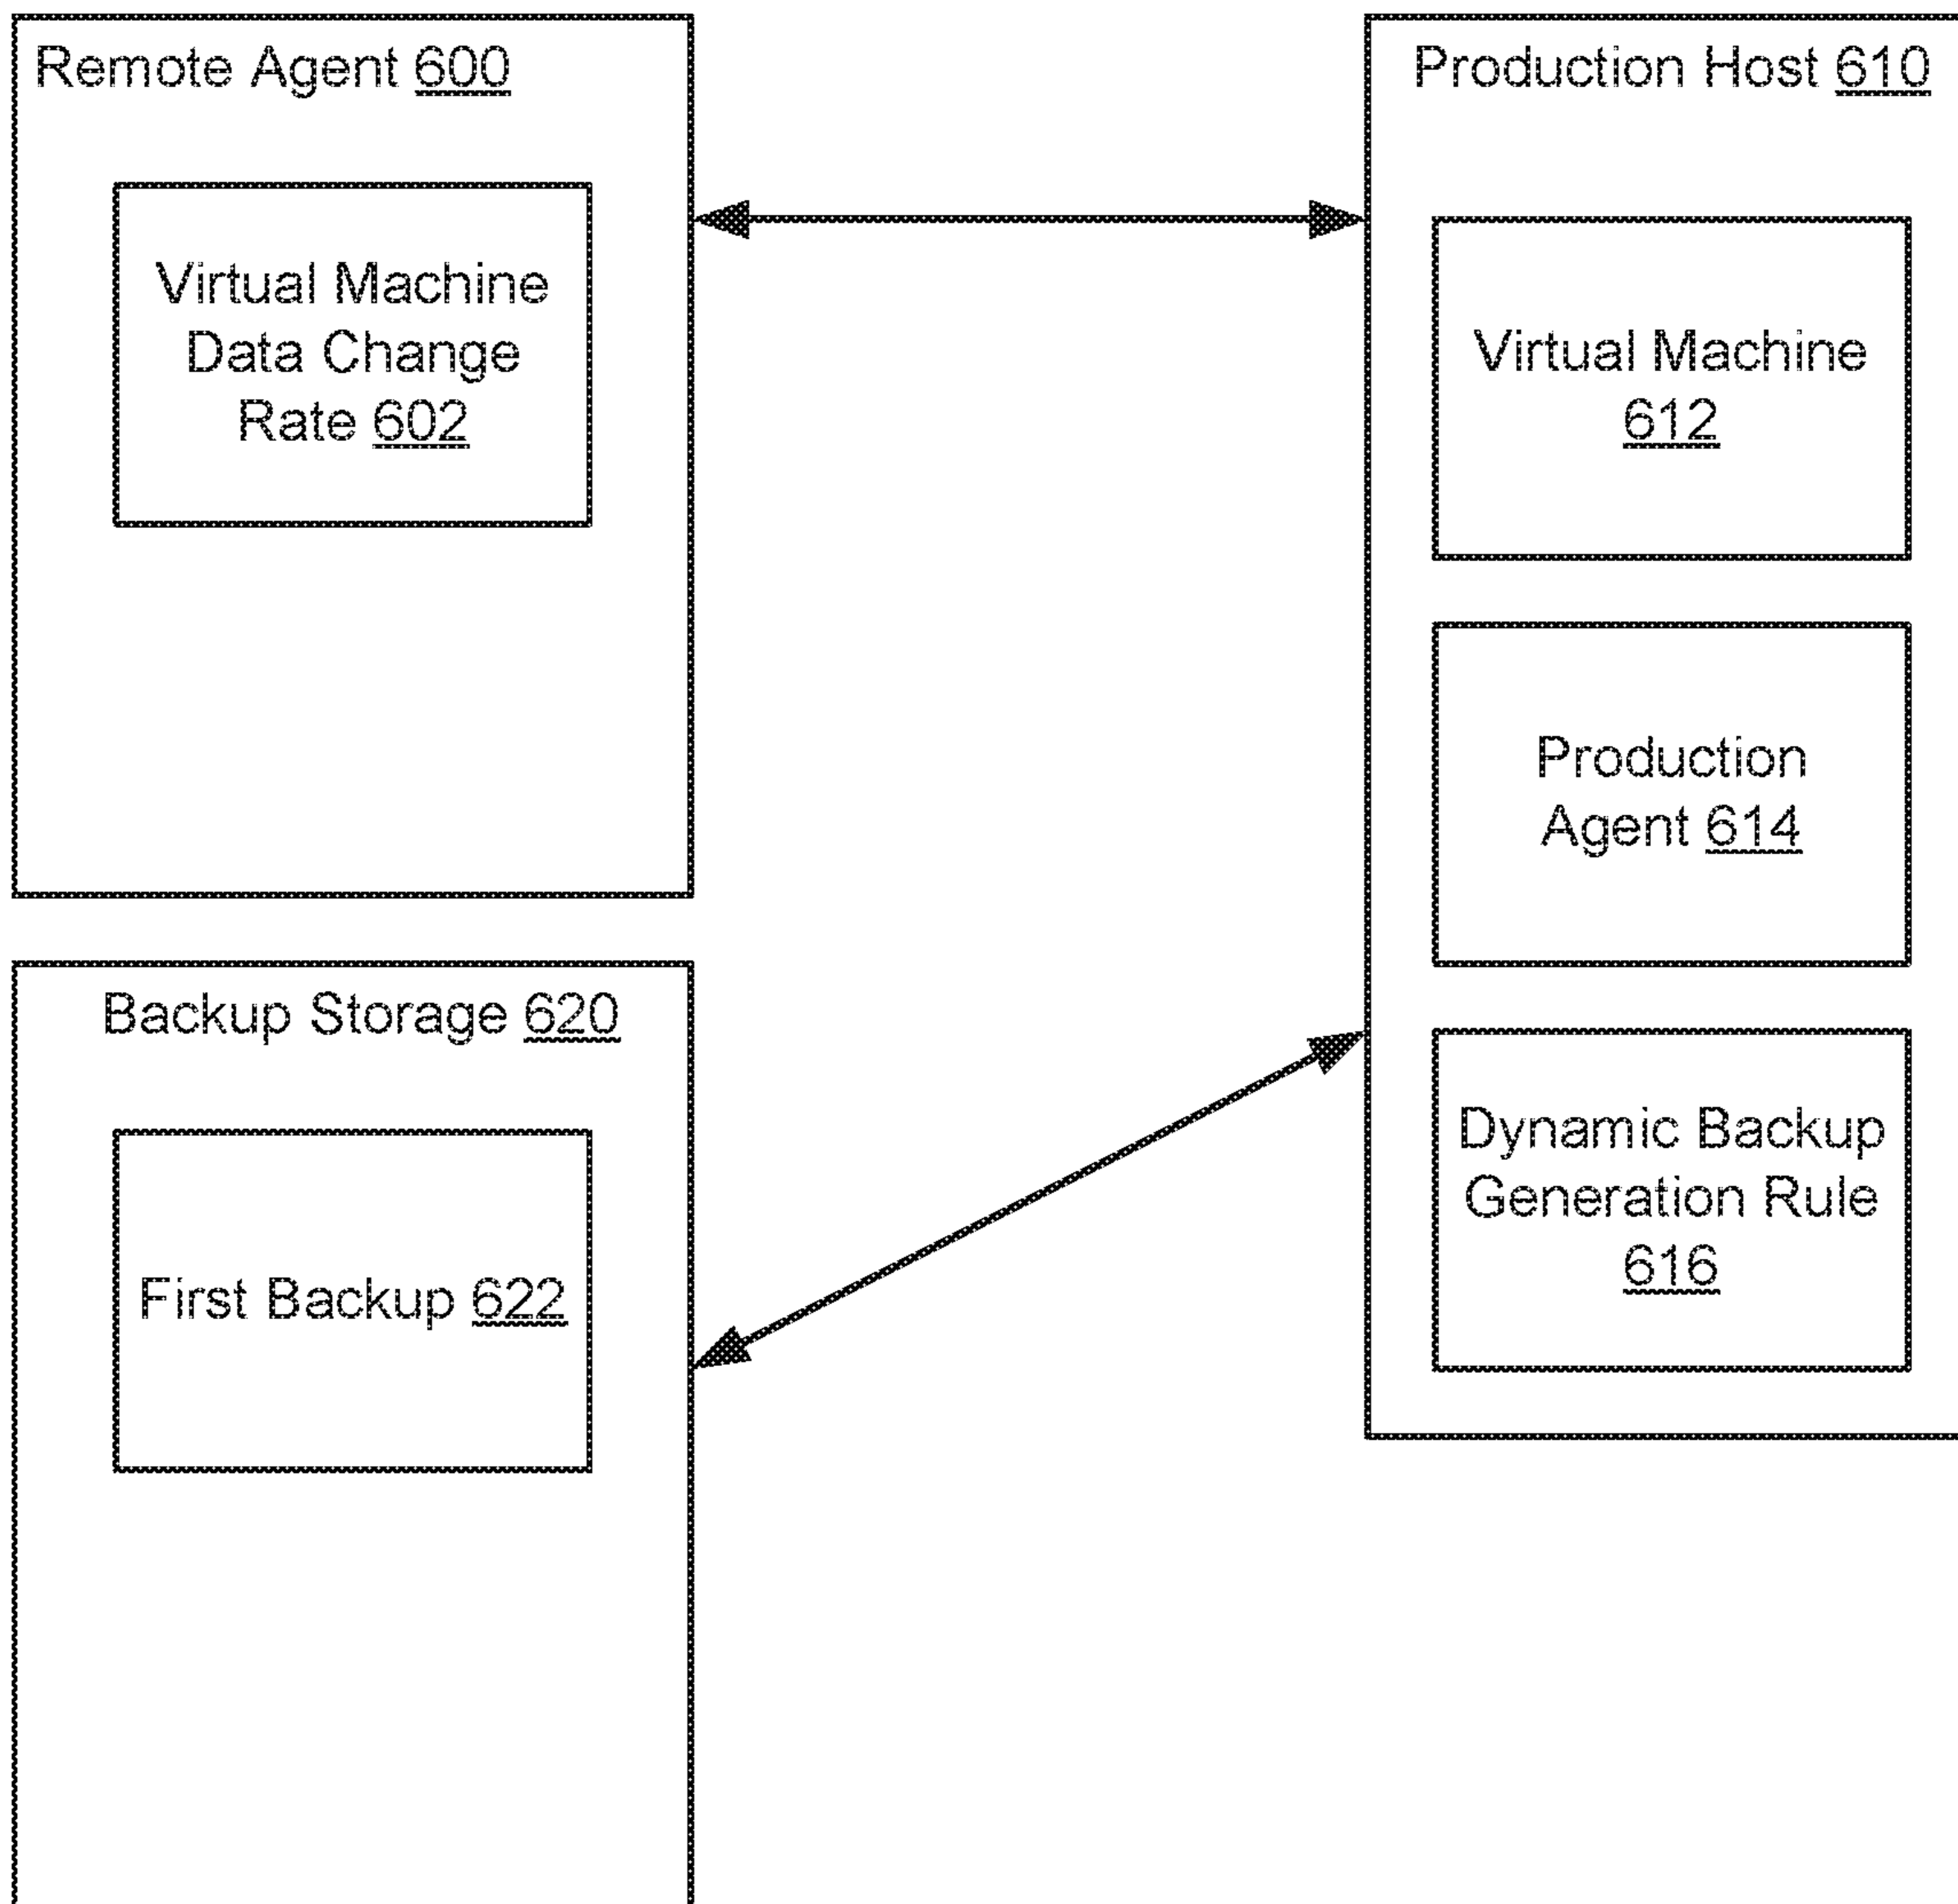 Remote Agent 600
Virtual Machine
Data Change
Rate 602
Production Host 610
Virtual Machine
612
Production
Agent 614
Dynamic Backup
Generation Rule
616
Backup Storage 620
First Backup 622